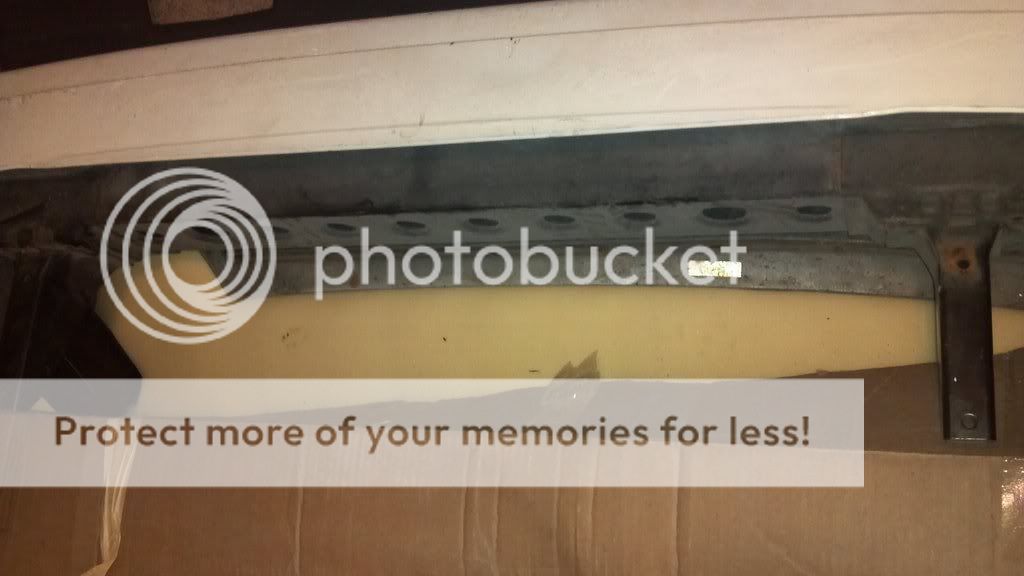 photobucket
Protect more of your memories for less!